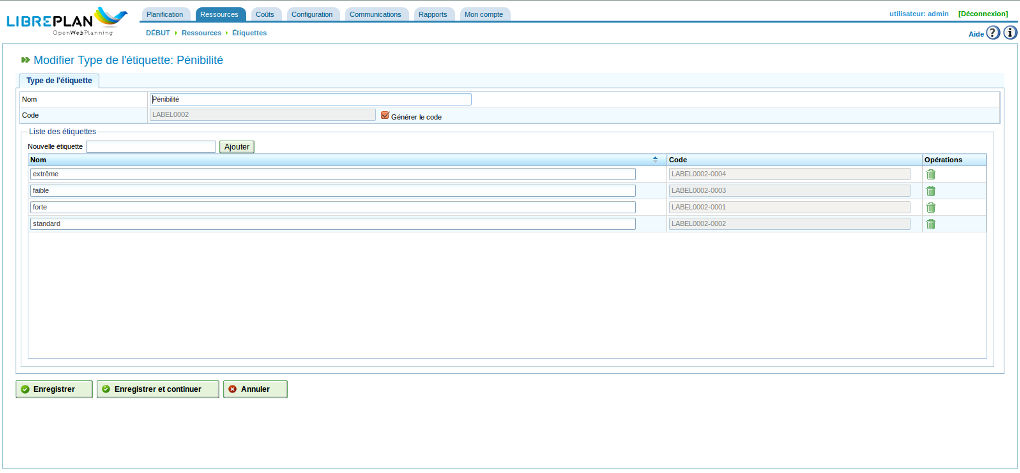 LIBREPLAN
OpenWebPlanning
Planification Ressources Coûts Configuration Communications Rapports Mon compte
utilisateur: admin [Déconnexion]
DÉBUT Ressources Étiquettes
Aide ? i
Modifier Type de l'étiquette: Pénibilité
Type de l'étiquette
Nom Pénibilité
Code LABEL0002 Générer le code
Liste des étiquettes
Nouvelle étiquette Ajouter
Nom Code Opérations
extrême LABEL0002-0004
faible LABEL0002-0003
forte LABEL0002-0001
standard LABEL0002-0002
Enregistrer Enregistrer et continuer Annuler